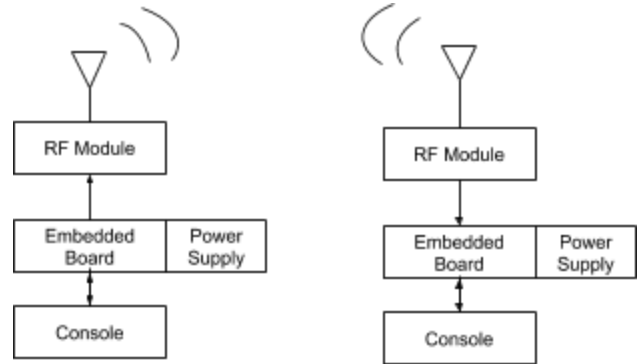 RF Module
Embedded
Board
Power
Supply
Console
RF Module
Embedded
Board
Power
Supply
Console